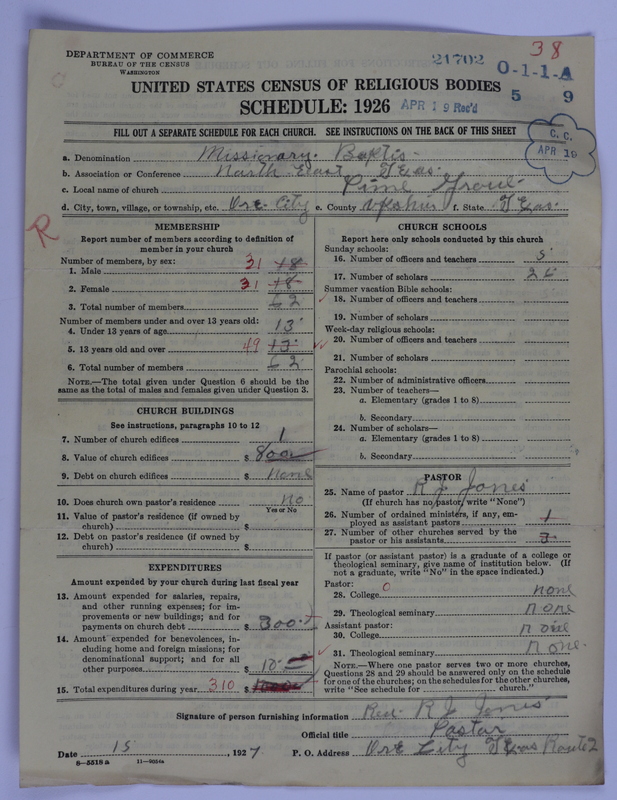 38
DEPARTMENT OF COMMERCE
BUREAU OF THE CENSUS
WASHINGTON
21702
O-1-1-A
5 9
UNITED STATES CENSUS OF RELIGIOUS BODIES
SCHEDULE: 1926
APR 19 Rec'd
C. C.
APR 19
FILL OUT A SEPARATE SCHEDULE FOR EACH CHURCH. SEE INSTRUCTIONS ON THE BACK OF THIS SHEET
a. Denomination Missionary. Baptis
b. Association or Conference North East Texas.
c. Local name of church Pine Grove
d. City, town, village, or township, etc. Ore City e. County Upshur f. State Texas.
R
MEMBERSHIP
Report number of members according to definition of
member in your church
Number of members, by sex:
1. Male 31 18
2. Female 31 18
3. Total number of members 62
Number of members under and over 13 years old:
4. Under 13 years of age 13
5. 13 years old and over 49 13
6. Total number of members 62
NOTE.—The total given under Question 6 should be the
same as the total of males and females given under Question 3.
CHURCH BUILDINGS
See instructions, paragraphs 10 to 12
7. Number of church edifices 1
8. Value of church edifices $ 800
9. Debt on church edifices $ None
10. Does church own pastor's residence No
Yes or No
11. Value of pastor's residence (if owned by
church) $
12. Debt on pastor's residence (if owned by
church) $
EXPENDITURES
Amount expended by your church during last fiscal year
13. Amount expended for salaries, repairs,
and other running expenses; for im-
provements or new buildings; and for
payments on church debt $ 300
14. Amount expended for benevolences, in-
cluding home and foreign missions; for
denominational support; and for all
other purposes $ 10
15. Total expenditures during year 310 $
CHURCH SCHOOLS
Report here only schools conducted by this church
Sunday schools:
16. Number of officers and teachers 5
17. Number of scholars
Summer vacation Bible schools:
18. Number of officers and teachers
19. Number of scholars
Week-day religious schools:
20. Number of officers and teachers
21. Number of scholars
Parochial schools:
22. Number of administrative officers
23. Number of teachers—
a. Elementary (grades 1 to 8)
b. Secondary
24. Number of scholars—
a. Elementary (grades 1 to 8)
b. Secondary
PASTOR
25. Name of pastor R J Jones
(If church has no pastor, write "None")
26. Number of ordained ministers, if any, em-
ployed as assistant pastors 1
27. Number of other churches served by the
pastor or his assistants 3
If pastor (or assistant pastor) is a graduate of a college or
theological seminary, give name of institution below. (If
not a graduate, write "No" in the space indicated.)
Pastor:
28. College 0 none
29. Theological seminary none
Assistant pastor:
30. College none
31. Theological seminary none.
NOTE.—Where one pastor serves two or more churches,
Questions 28 and 29 should be answered only on the schedule
for one of the churches; on the schedules for the other churches,
write "See schedule for church."
Signature of person furnishing information Rev. R J Jones
Official title Pastor
Date 15, 1927 P. O. Address Ore City Texas Route 2
8—5518 a 11—9054a